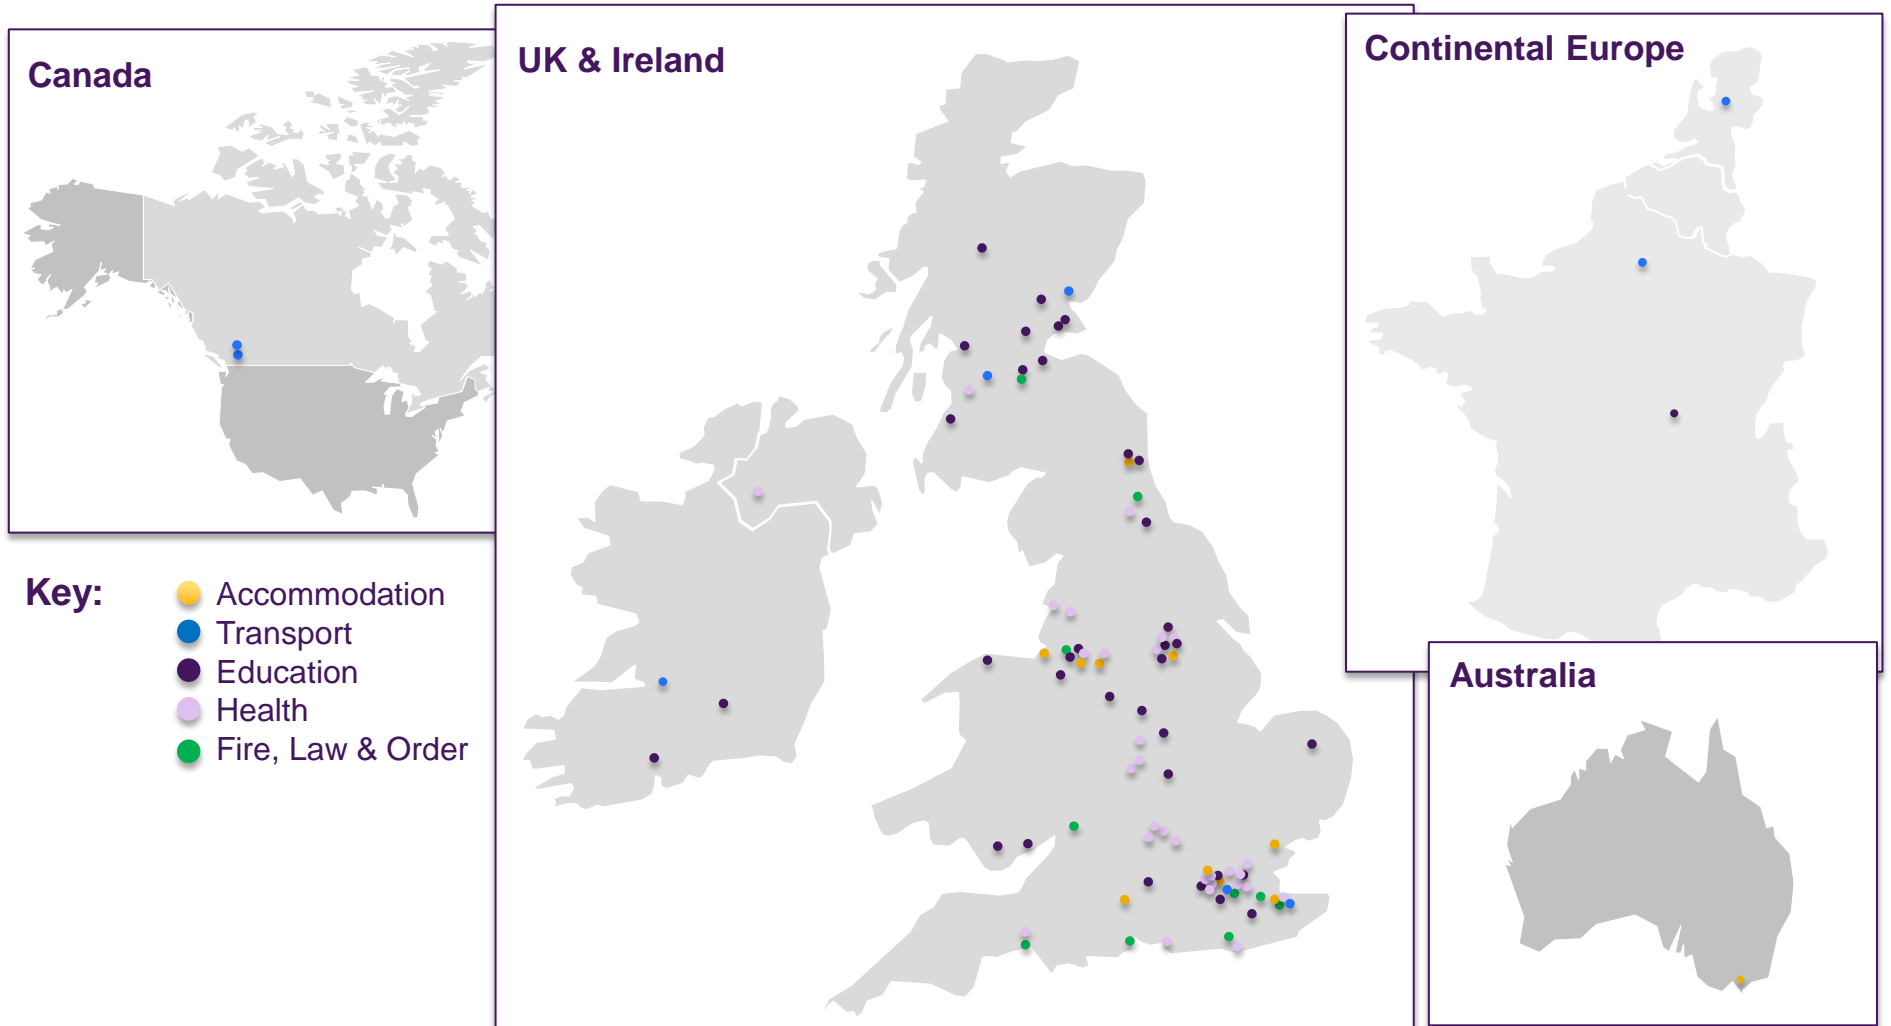 Canada
UK & Ireland
Continental Europe
Key:
Accommodation
Transport
Education
Health
Fire, Law & Order
Australia